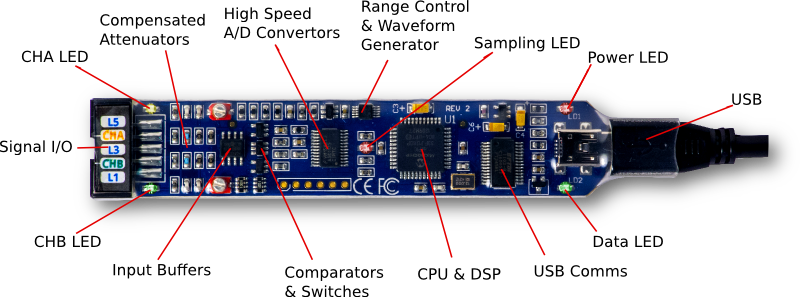 High Speed
A/D Convertors
Range Control
& Waveform
Generator
Compensated
Attenuators
Sampling LED
CHA LED
Power LED
USB
Signal I/O
L5
CHA
L3
CHB
L1
C3+
REV 2
U1
LD1
LD2
CE FC
CHB LED
Data LED
Input Buffers
Comparators
& Switches
CPU & DSP
USB Comms